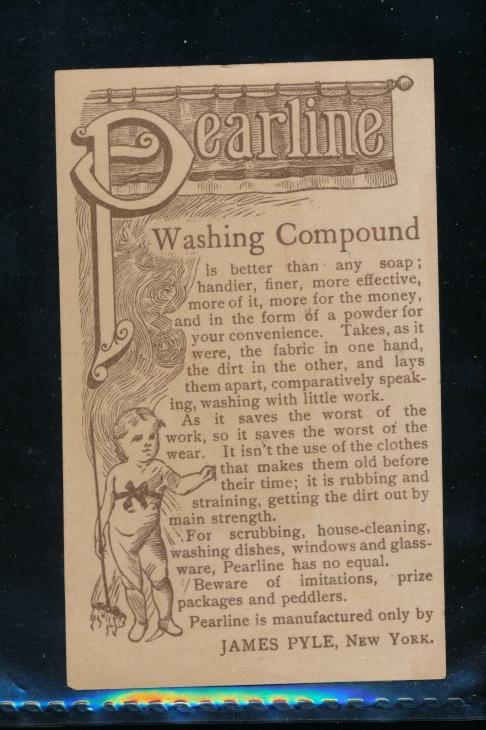 Pearline
Washing Compound
is better than any soap;
handier, finer, more effective,
more of it, more for the money,
and in the form of a powder for
your convenience. Takes, as it
were, the fabric in one hand,
the dirt in the other, and lays
them apart, comparatively speak-
ing, washing with little work.
As it saves the worst of the
work, so it saves the worst of the
wear. It isn't the use of the clothes
that makes them old before
their time; it is rubbing and
straining, getting the dirt out by
main strength.
For scrubbing, house-cleaning,
washing dishes, windows and glass-
ware, Pearline has no equal.
Beware of imitations, prize
packages and peddlers.
Pearline is manufactured only by
JAMES PYLE, NEW YORK.